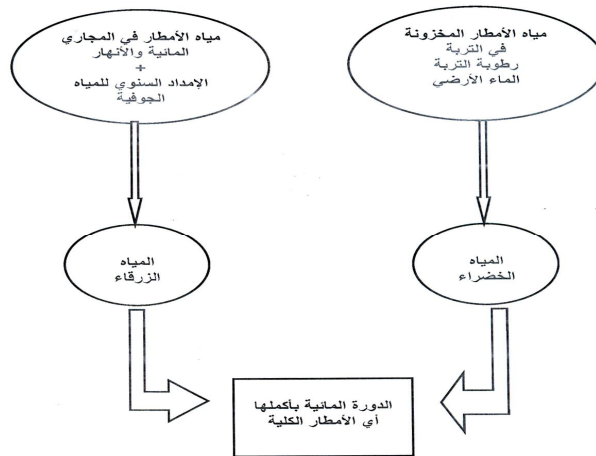 مياه الأمطار المخزونة
في التربة
رطوبة التربة
الماء الأرضي
مياه الأمطار في المجاري
المائية والأنهار
+
الإمداد السنوي للمياه
الجوفية
المياه
الخضراء
المياه
الزرقاء
الدورة المائية بأكملها
أي الأمطار الكلية